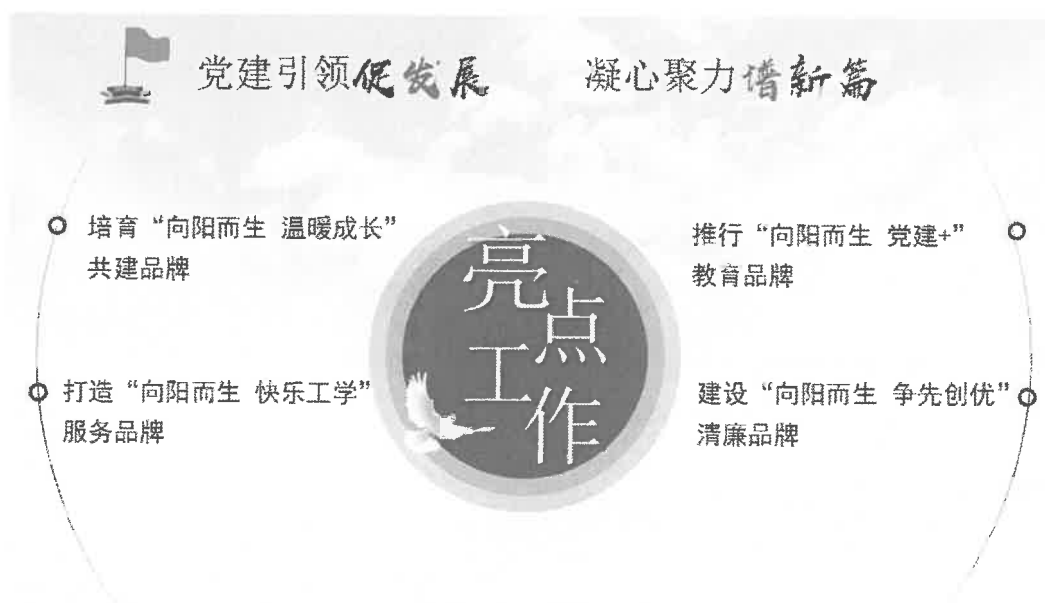 党建引领促发展 凝心聚力谱新篇
培育“向阳而生 温暖成长”
共建品牌
打造“向阳而生 快乐工学”
服务品牌
亮点
工作
推行“向阳而生 党建+”
教育品牌
建设“向阳而生 争先创优”
清廉品牌